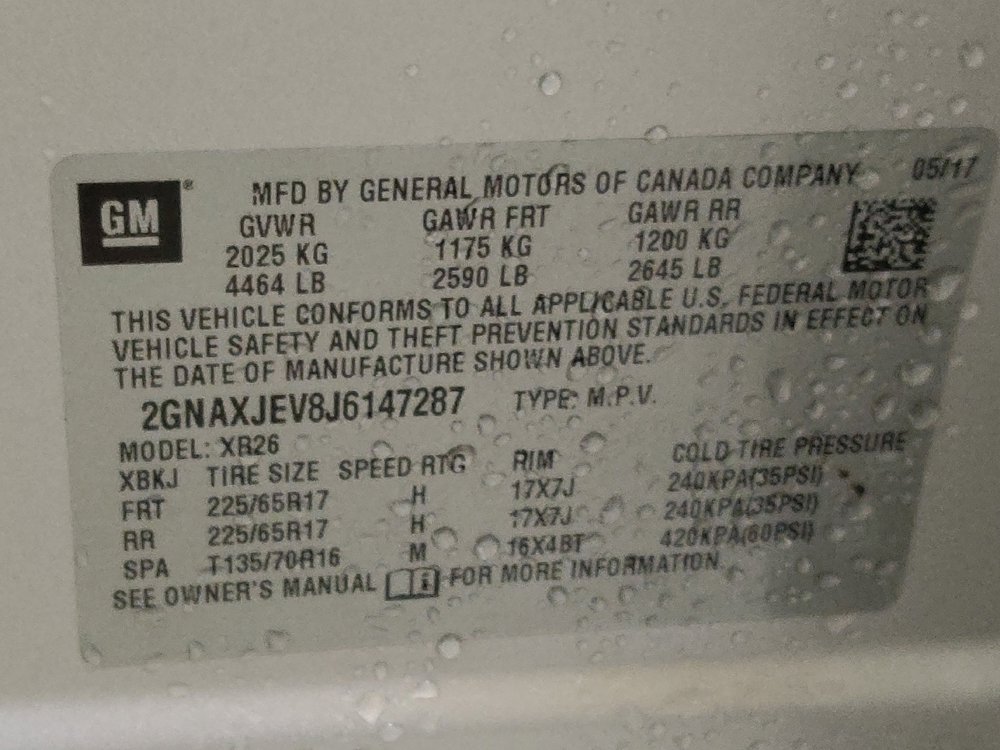 GM® MFD BY GENERAL MOTORS OF CANADA COMPANY 05/17
GVWR GAWR FRT GAWR RR
2025 KG 1175 KG 1200 KG
4464 LB 2590 LB 2645 LB
THIS VEHICLE CONFORMS TO ALL APPLICABLE U.S. FEDERAL MOTOR
VEHICLE SAFETY AND THEFT PREVENTION STANDARDS IN EFFECT ON
THE DATE OF MANUFACTURE SHOWN ABOVE.
2GNAXJEV8J6147287 TYPE: M.P.V.
MODEL: XR26
XBKJ TIRE SIZE SPEED RTG RIM COLD TIRE PRESSURE
FRT 225/65R17 H 17X7J 240KPA(35PSI)
RR 225/65R17 H 17X7J 240KPA(35PSI)
SPA T135/70R16 M 16X4BT 420KPA(60PSI)
SEE OWNER'S MANUAL FOR MORE INFORMATION